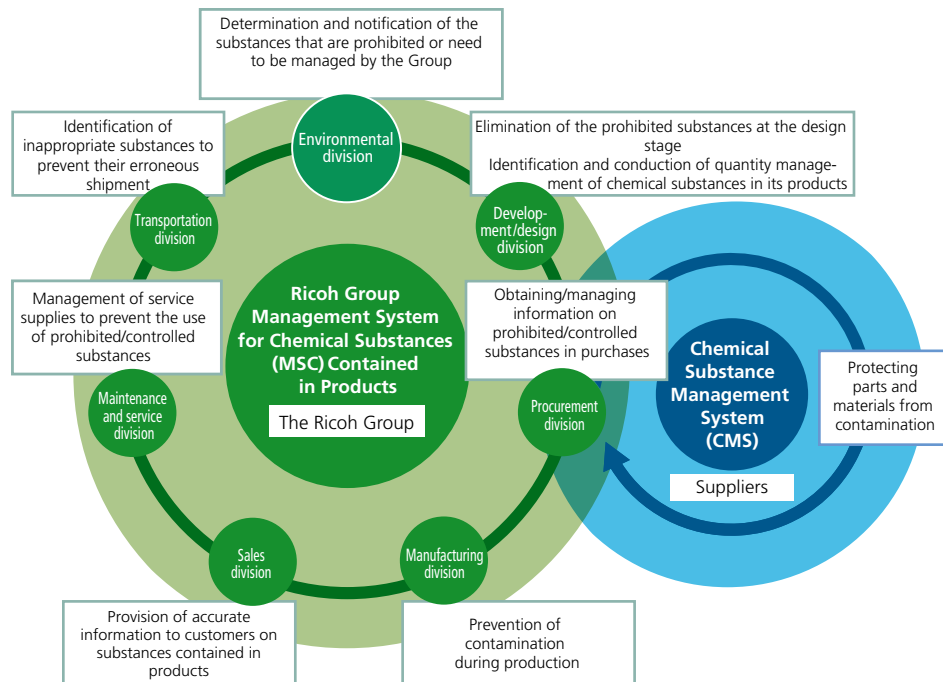 Determination and notification of the
substances that are prohibited or need
to be managed by the Group
Environmental
division
Identification of
inappropriate substances to
prevent their erroneous
shipment
Transportation
division
Elimination of the prohibited substances at the design
stage
Identification and conduction of quantity manage-
ment of chemical substances in its products
Develop-
ment/design
division
Management of service
supplies to prevent the use
of prohibited/controlled
substances
Maintenance
and service
division
Ricoh Group
Management System
for Chemical Substances
(MSC) Contained
in Products
The Ricoh Group
Obtaining/managing
information on
prohibited/controlled
substances in purchases
Procurement
division
Chemical
Substance
Management
System
(CMS)
Suppliers
Protecting
parts and
materials from
contamination
Sales
division
Provision of accurate
information to customers on
substances contained in
products
Manufacturing
division
Prevention of
contamination
during production